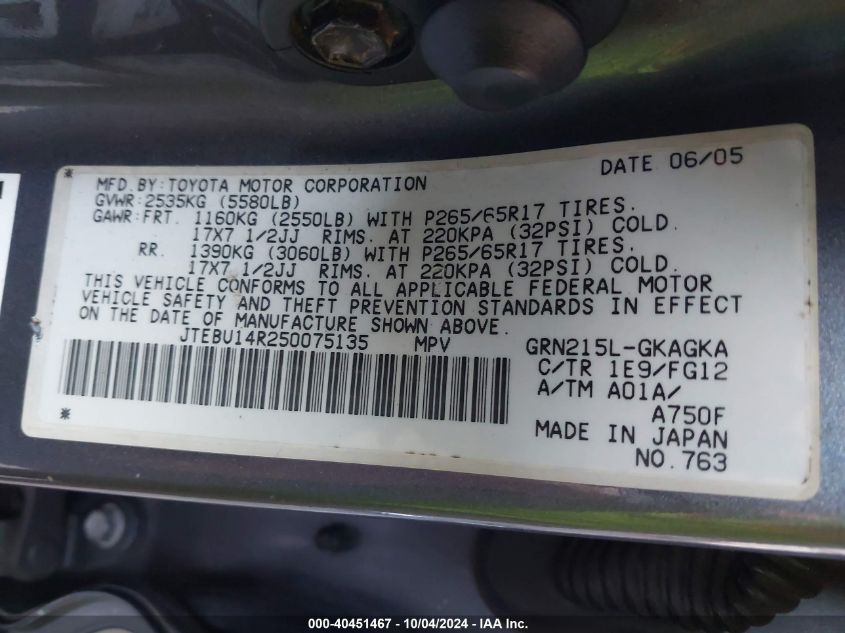 DATE 06/05
MFD. BY: TOYOTA MOTOR CORPORATION
GVWR: 2535KG (5580LB)
GAWR: FRT. 1160KG (2550LB) WITH P265/65R17 TIRES.
17X7 1/2JJ RIMS. AT 220KPA (32PSI) COLD.
RR. 1390KG (3060LB) WITH P265/65R17 TIRES.
17X7 1/2JJ RIMS. AT 220KPA (32PSI) COLD.
THIS VEHICLE CONFORMS TO ALL APPLICABLE FEDERAL MOTOR
VEHICLE SAFETY AND THEFT PREVENTION STANDARDS IN EFFECT
ON THE DATE OF MANUFACTURE SHOWN ABOVE.
JTEBU14R250075135 MPV GRN215L-GKAGKA
C/TR 1E9/FG12
A/TM A01A/
A750F
MADE IN JAPAN
NO. 763
000-40451467 - 10/04/2024 - IAA Inc.